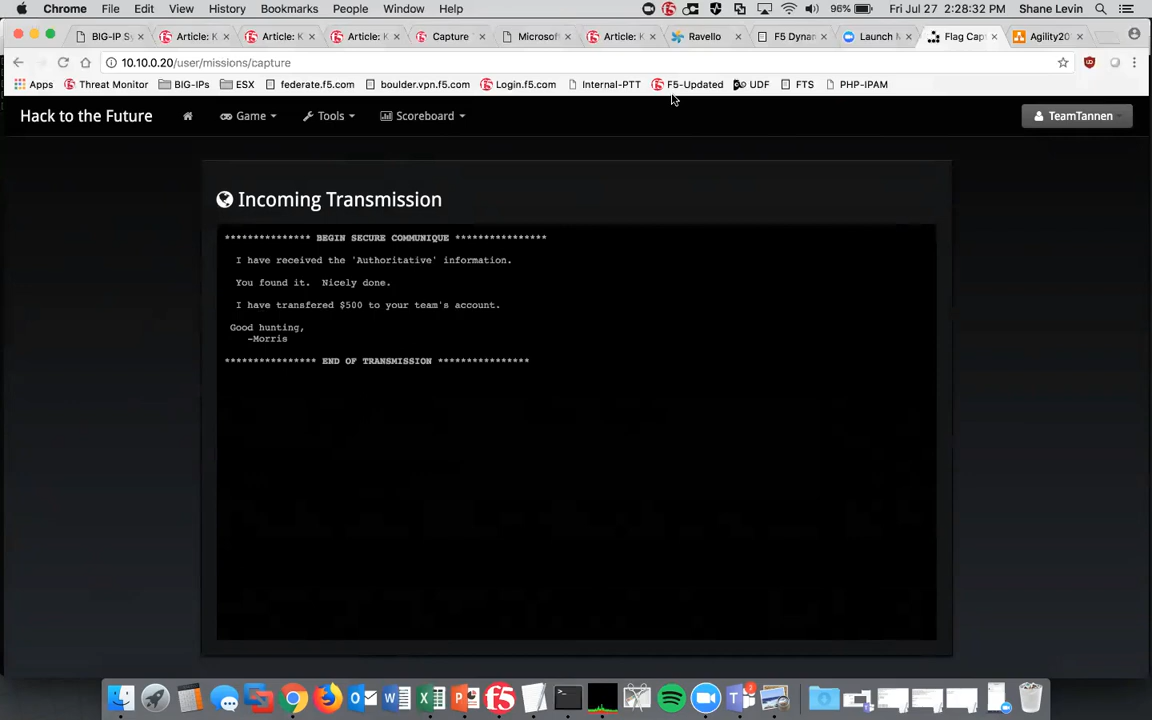 Chrome File Edit View History Bookmarks People Window Help 96% Fri Jul 27 2:28:32 PM Shane Levin
BIG-IP Sy Article: K Article: K Article: K Capture Microsof Article: K Ravello F5 Dynan Launch M Flag Cap Agility20
10.10.0.20/user/missions/capture
Apps Threat Monitor BIG-IPs ESX federate.f5.com boulder.vpn.f5.com Login.f5.com Internal-PTT F5-Updated UDF FTS PHP-IPAM
Hack to the Future Game Tools Scoreboard TeamTannen
Incoming Transmission
*************** BEGIN SECURE COMMUNIQUE ****************
I have received the 'Authoritative' information.
You found it. Nicely done.
I have transfered $500 to your team's account.
Good hunting,
-Morris
**************** END OF TRANSMISSION ****************